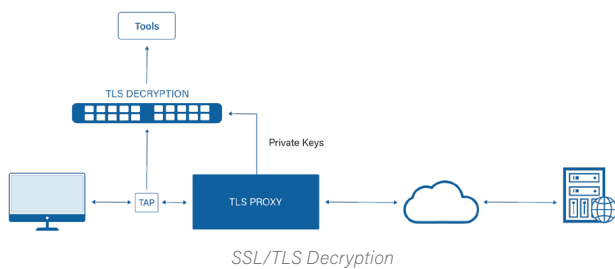 Tools
TLS DECRYPTION
Private Keys
TAP
TLS PROXY
SSL/TLS Decryption